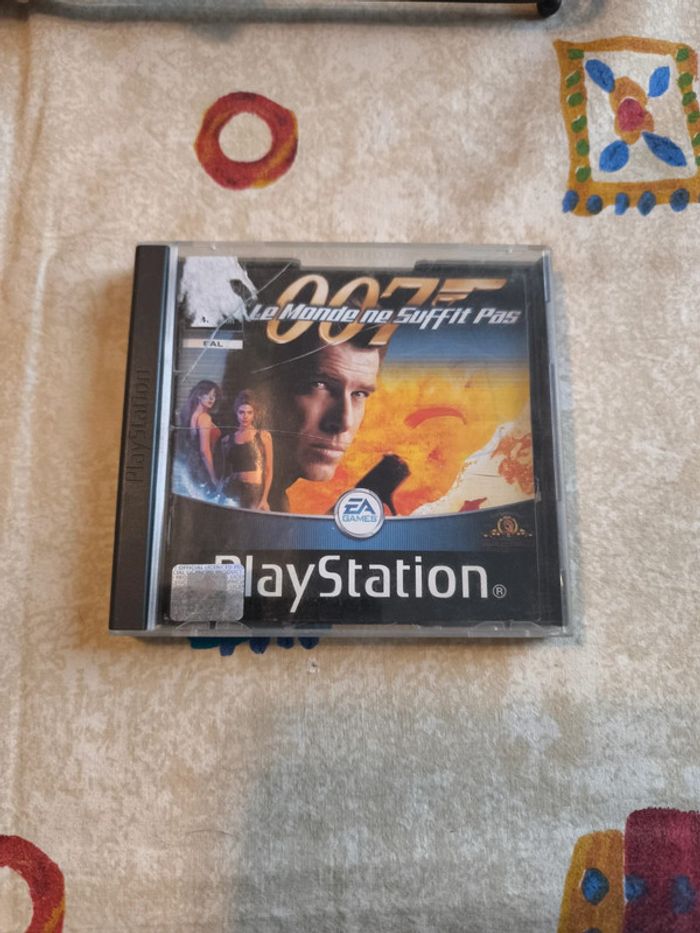 007
Le Monde ne Suffit Pas
PAL
PlayStation
EA
GAMES
PlayStation®